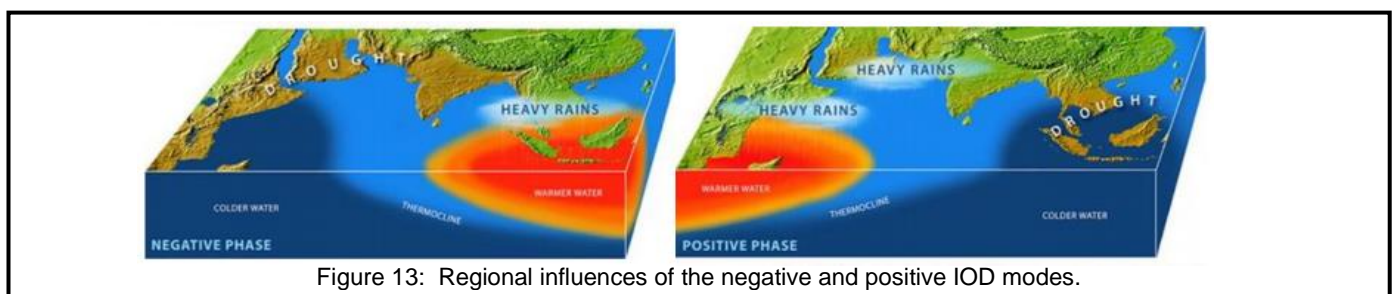 DROUGHT
HEAVY RAINS
WARMER WATER
COLDER WATER
THERMOCLINE
NEGATIVE PHASE
HEAVY RAINS
HEAVY RAINS
DROUGHT
WARMER WATER
THERMOCLINE
COLDER WATER
POSITIVE PHASE
Figure 13: Regional influences of the negative and positive IOD modes.